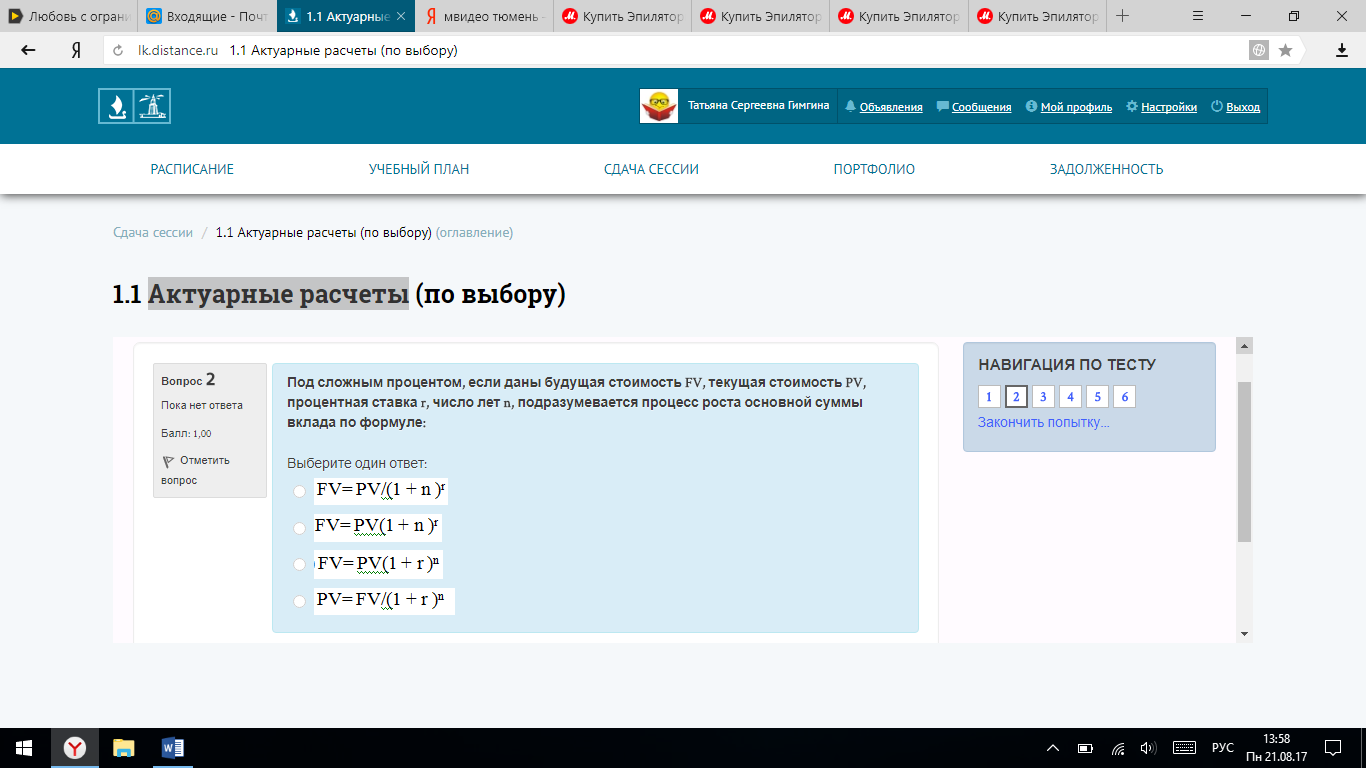 Любовь с ограни
Входящие - Почт
1.1 Актуарные
мвидео тюмень -
Купить Эпилятор
Купить Эпилятор
Купить Эпилятор
Купить Эпилятор
lk.distance.ru 1.1 Актуарные расчеты (по выбору)
Татьяна Сергеевна Гимгина
Объявления
Сообщения
Мой профиль
Настройки
Выход
РАСПИСАНИЕ
УЧЕБНЫЙ ПЛАН
СДАЧА СЕССИИ
ПОРТФОЛИО
ЗАДОЛЖЕННОСТЬ
Сдача сессии / 1.1 Актуарные расчеты (по выбору) (оглавление)
1.1 Актуарные расчеты (по выбору)
Вопрос 2
Пока нет ответа
Балл: 1,00
Отметить
вопрос
Под сложным процентом, если даны будущая стоимость FV, текущая стоимость PV,
процентная ставка r, число лет n, подразумевается процесс роста основной суммы
вклада по формуле:
Выберите один ответ:
FV= PV/(1 + n )ʳ
FV= PV(1 + n )ʳ
FV= PV(1 + r )ⁿ
PV= FV/(1 + r )ⁿ
НАВИГАЦИЯ ПО ТЕСТУ
1 2 3 4 5 6
Закончить попытку...
РУС
13:58
Пн 21.08.17